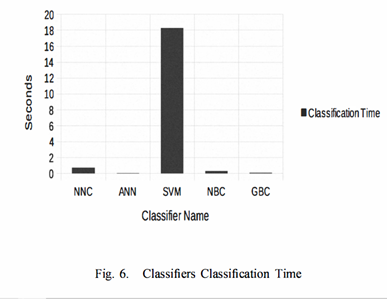 20
18
16
14
12
10
8
6
4
2
0
Seconds
NNC ANN SVM NBC GBC
Classifier Name
Classification Time
Fig. 6. Classifiers Classification Time